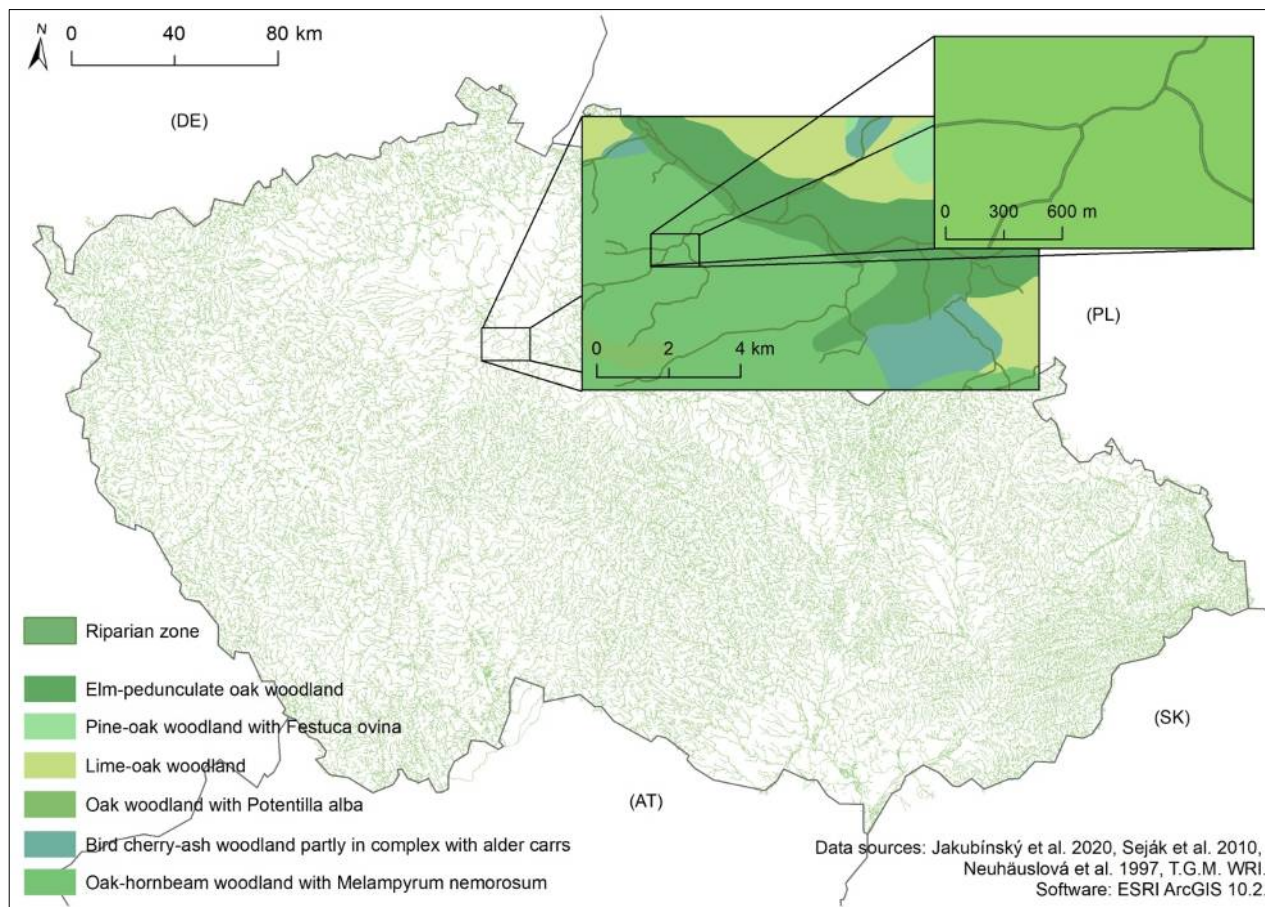 N
0 40 80 km
(DE)
0 300 600 m
(PL)
0 2 4 km
Riparian zone
Elm-pedunculate oak woodland
Pine-oak woodland with Festuca ovina
Lime-oak woodland
Oak woodland with Potentilla alba
Bird cherry-ash woodland partly in complex with alder carrs
Oak-hornbeam woodland with Melampyrum nemorosum
(SK)
(AT)
Data sources: Jakubínský et al. 2020, Seják et al. 2010,
Neuhäuslová et al. 1997, T.G.M. WRI.
Software: ESRI ArcGIS 10.2.